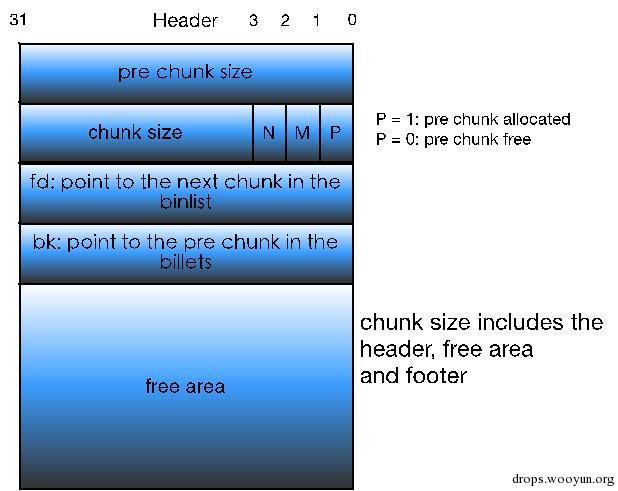 31 Header 3 2 1 0
pre chunk size
chunk size N M P
P = 1: pre chunk allocated
P = 0: pre chunk free
fd: point to the next chunk in the
binlist
bk: point to the pre chunk in the
billets
chunk size includes the
header, free area
and footer
free area
drops.wooyun.org